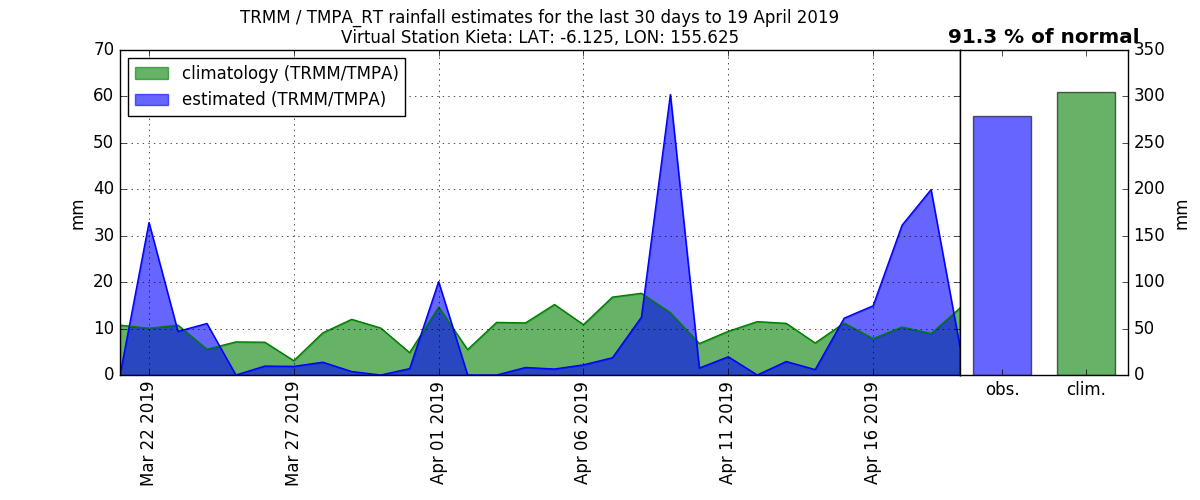 TRMM / TMPA_RT rainfall estimates for the last 30 days to 19 April 2019
Virtual Station Kieta: LAT: -6.125, LON: 155.625
91.3 % of normal
climatology (TRMM/TMPA)
estimated (TRMM/TMPA)
70
60
50
40
30
20
10
0
mm
Mar 22 2019
Mar 27 2019
Apr 01 2019
Apr 06 2019
Apr 11 2019
Apr 16 2019
obs.
clim.
350
300
250
200
150
100
50
0
mm